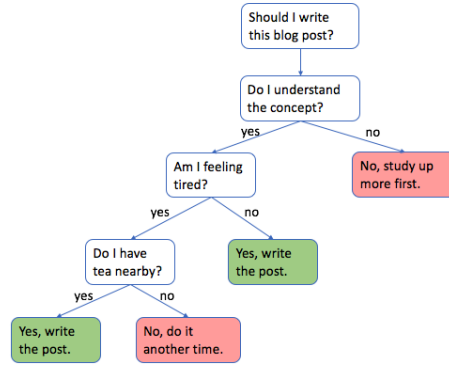 Should I write
this blog post?
Do I understand
the concept?
yes
no
Am I feeling
tired?
No, study up
more first.
yes
no
Do I have
tea nearby?
Yes, write
the post.
yes
no
Yes, write
the post.
No, do it
another time.